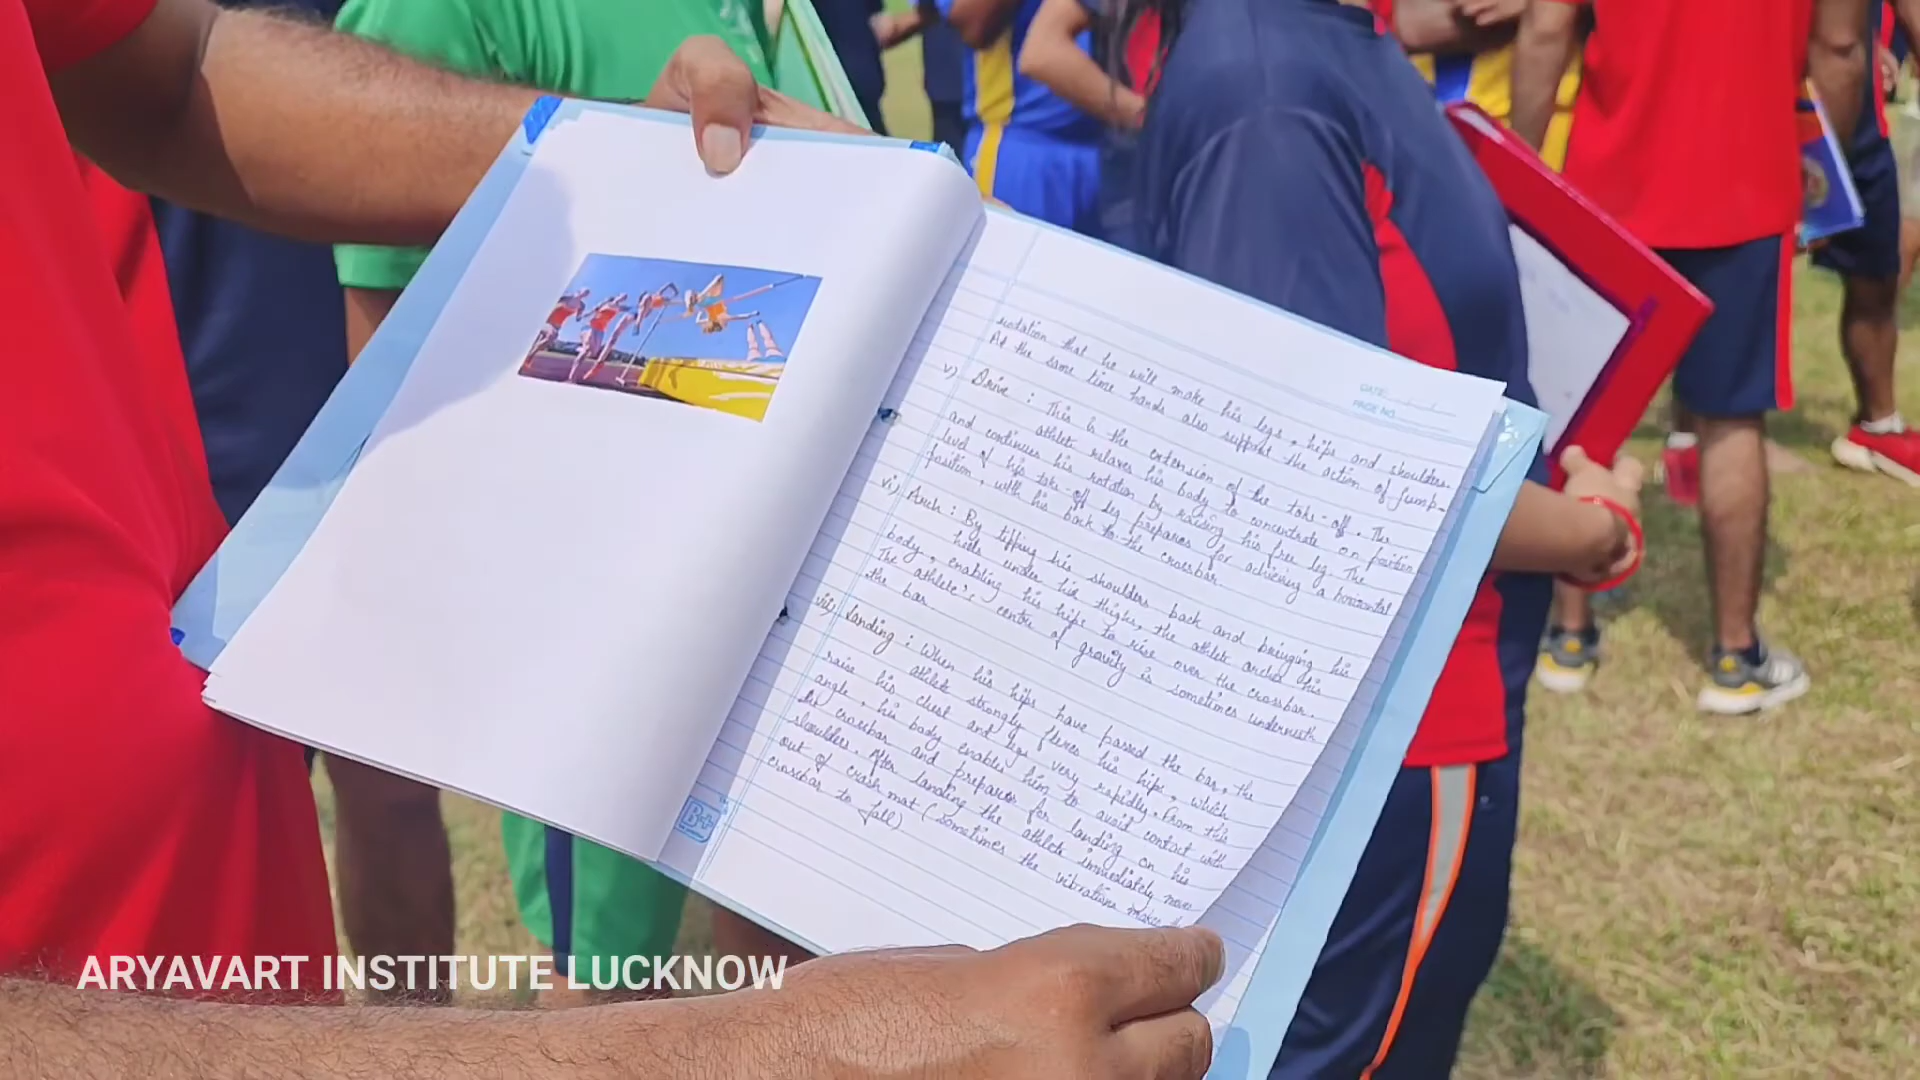 DATE
PAGE NO.
rotation that he will make his legs, hips and shoulders.
At the same time hands also support the action of jump-
v) Drive : This is the extension of the take-off. The
athlete relaxes his body to concentrate on position
and continues his rotation by raising his free leg. The
level of his take-off leg prepares for achieving a horizontal
position, with his back to the crossbar.
vi) Arch : By tipping his shoulders back and bringing his
heels under his thighs, the athlete arches his
body, enabling his hips to rise over the crossbar.
The athlete's centre of gravity is sometimes underneath
the bar.
vii) Landing : When his hips have passed the bar, the
athlete strongly flexes his hips, which
raise his chest and legs very rapidly. From this
angle, his body enables him to avoid contact with
the crossbar and prepares for landing on his
shoulders. After landing the athlete immediately move
out of crash mat (sometimes the vibrations makes
crossbar to fall)
B+
ARYAVART INSTITUTE LUCKNOW